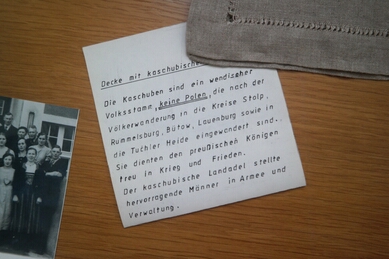 Decke mit kaschubische
Die Kaschuben sind ein wendischer
Volksstamm, keine Polen, die nach der
Völkerwanderung in die Kreise Stolp,
Rummelsburg, Bütow, Lauenburg sowie in
die Tuchler Heide eingewandert sind.
Sie dienten den preußischen Königen
treu in Krieg und Frieden.
Der kaschubische Landadel stellte
hervorragende Männer in Armee und
Verwaltung.